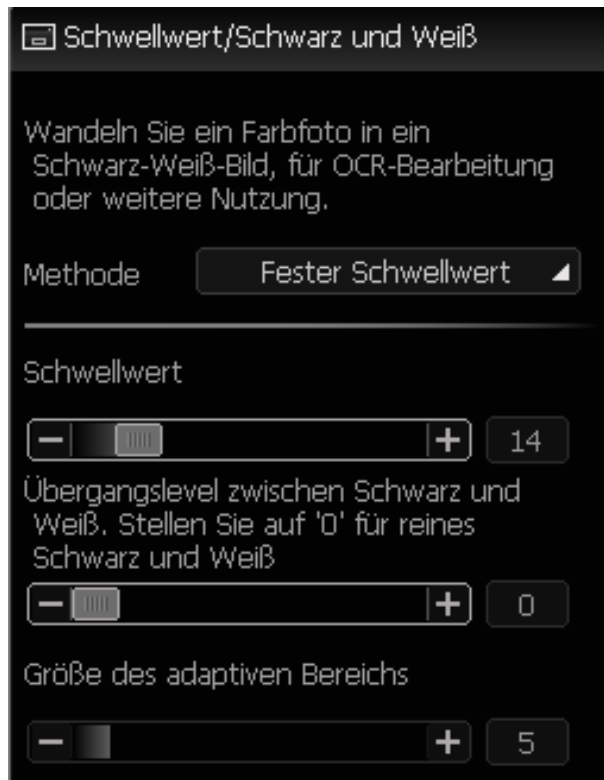 Schwellwert/Schwarz und Weiß
Wandeln Sie ein Farbfoto in ein
Schwarz-Weiß-Bild, für OCR-Bearbeitung
oder weitere Nutzung.
Methode Fester Schwellwert
Schwellwert
14
Übergangslevel zwischen Schwarz und
Weiß. Stellen Sie auf '0' für reines
Schwarz und Weiß
0
Größe des adaptiven Bereichs
5